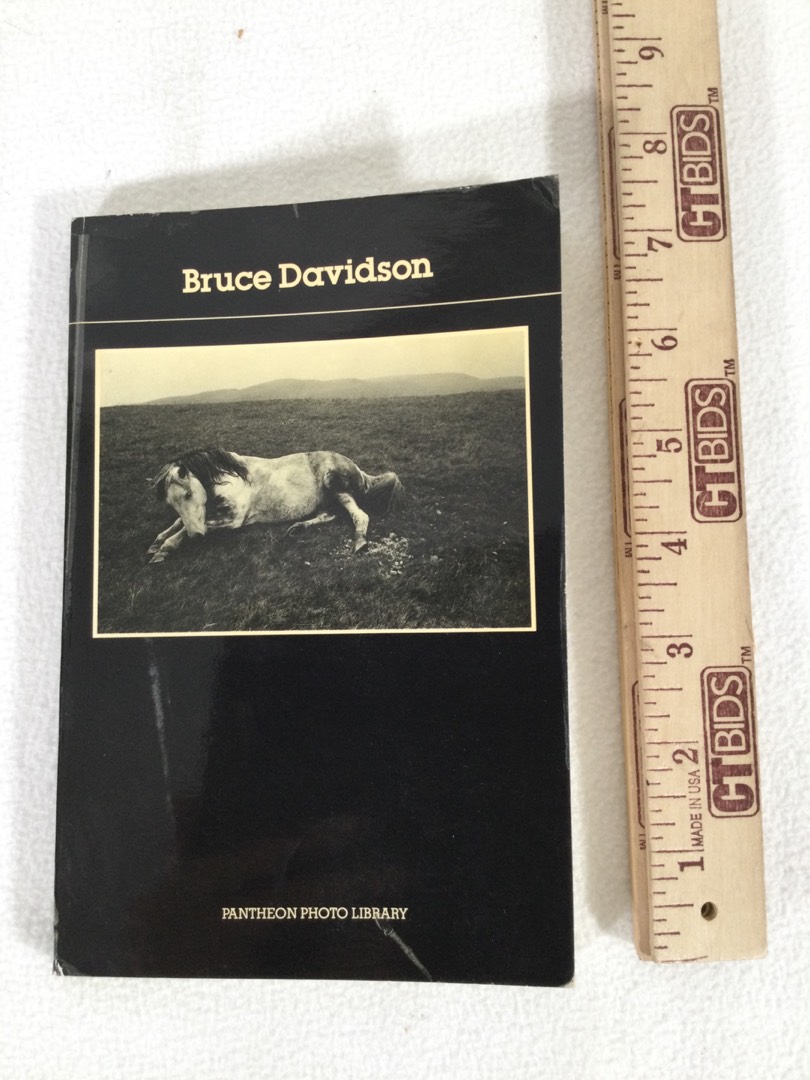 Bruce Davidson
PANTHEON PHOTO LIBRARY
9
8
CTBIDS™
7
6
5
CTBIDS™
4
3
2
CTBIDS™
MADE IN USA
1